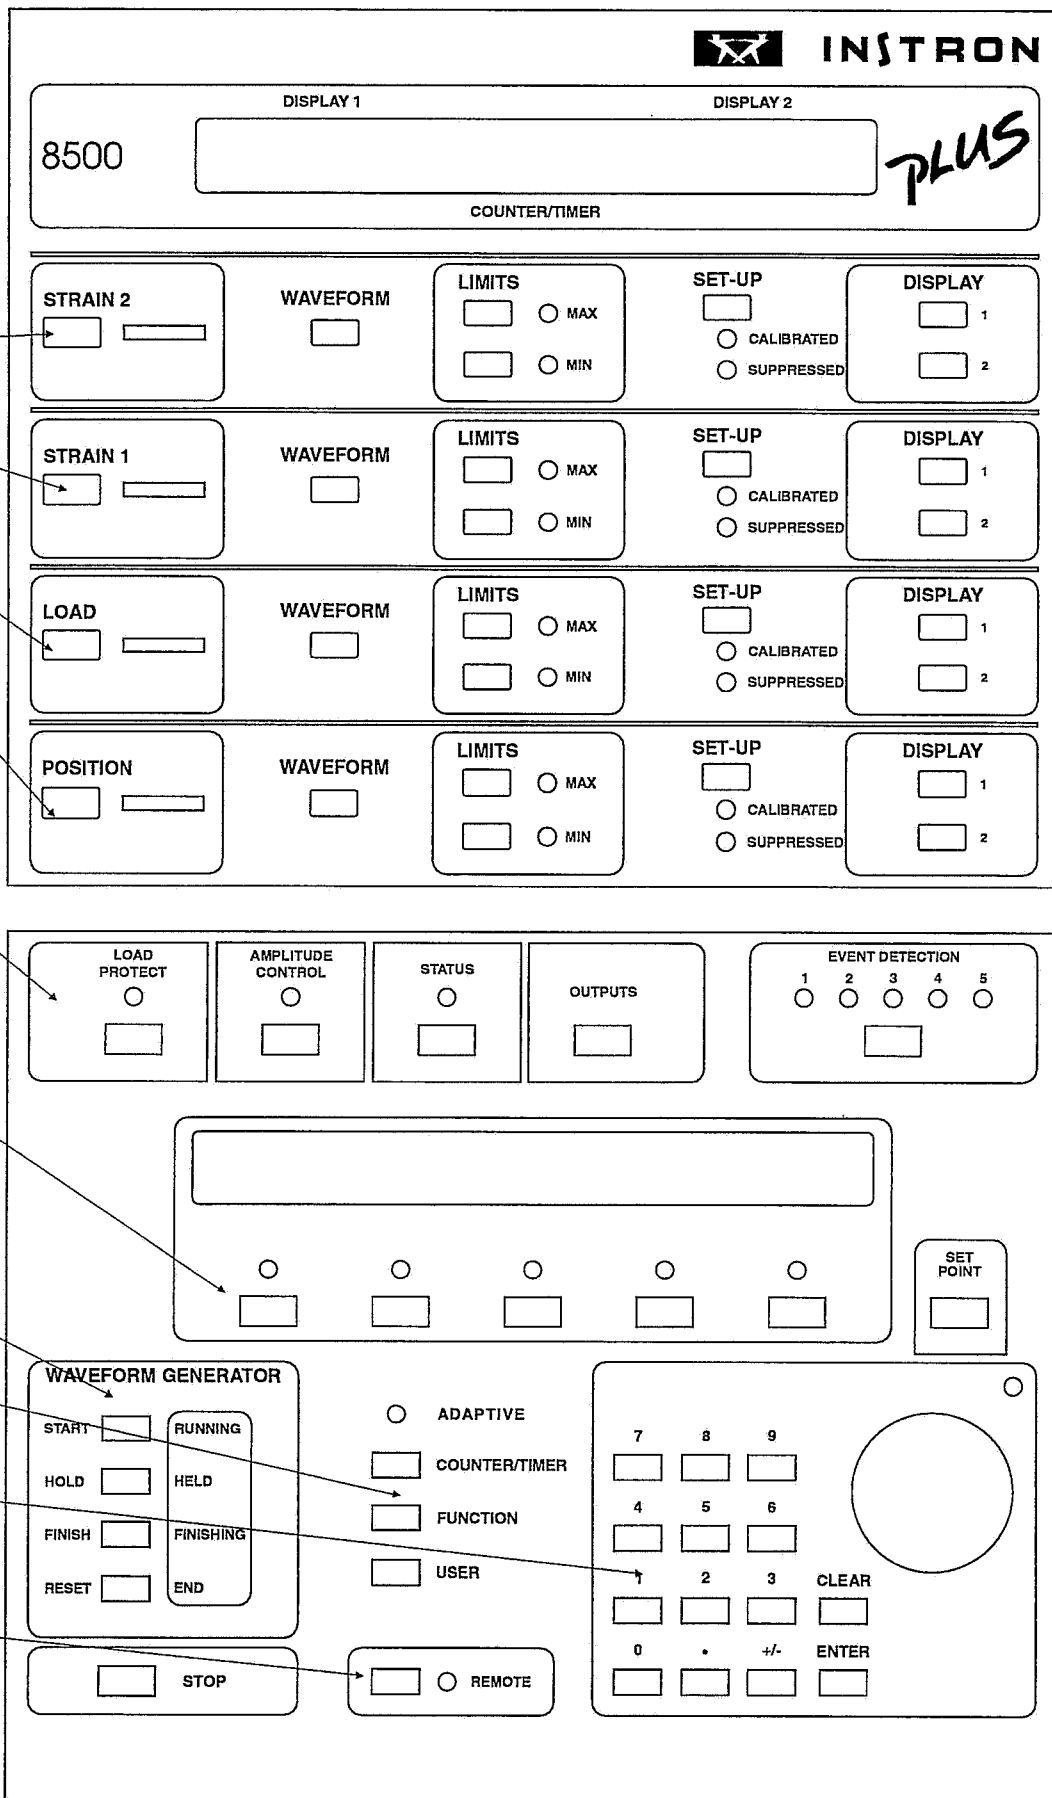 INSTRON
DISPLAY 1 DISPLAY 2
8500
PLUS
COUNTER/TIMER
STRAIN 2 WAVEFORM LIMITS SET-UP DISPLAY
MAX 1
CALIBRATED
MIN 2
SUPPRESSED
STRAIN 1 WAVEFORM LIMITS SET-UP DISPLAY
MAX 1
CALIBRATED
MIN 2
SUPPRESSED
LOAD WAVEFORM LIMITS SET-UP DISPLAY
MAX 1
CALIBRATED
MIN 2
SUPPRESSED
POSITION WAVEFORM LIMITS SET-UP DISPLAY
MAX 1
CALIBRATED
MIN 2
SUPPRESSED
LOAD PROTECT
AMPLITUDE CONTROL
STATUS
OUTPUTS
EVENT DETECTION
1 2 3 4 5
SET
POINT
WAVEFORM GENERATOR
START RUNNING
HOLD HELD
FINISH FINISHING
RESET END
STOP
ADAPTIVE
COUNTER/TIMER
FUNCTION
USER
REMOTE
7 8 9
4 5 6
1 2 3 CLEAR
0 • +/- ENTER